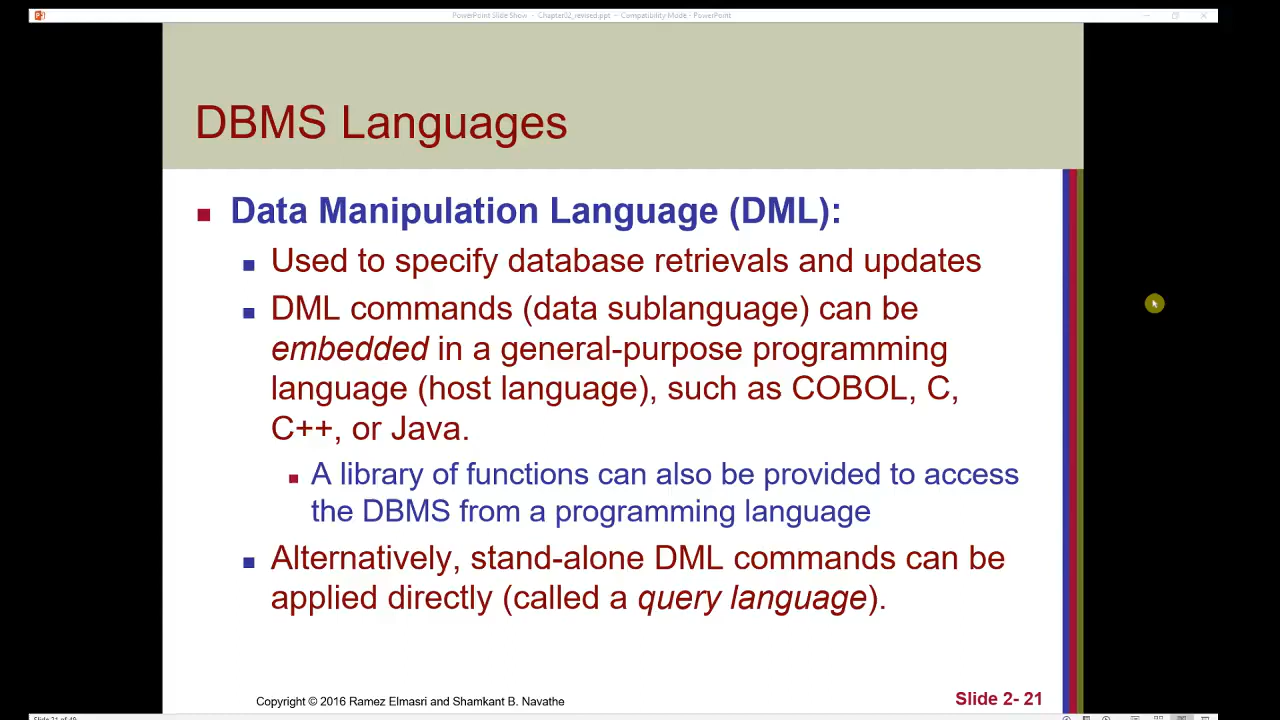 PowerPoint Slide Show - Chapter02_revised.ppt - Compatibility Mode - PowerPoint
DBMS Languages
Data Manipulation Language (DML):
Used to specify database retrievals and updates
DML commands (data sublanguage) can be
embedded in a general-purpose programming
language (host language), such as COBOL, C,
C++, or Java.
A library of functions can also be provided to access
the DBMS from a programming language
Alternatively, stand-alone DML commands can be
applied directly (called a query language).
Copyright © 2016 Ramez Elmasri and Shamkant B. Navathe
Slide 2- 21
Slide 21 of 49